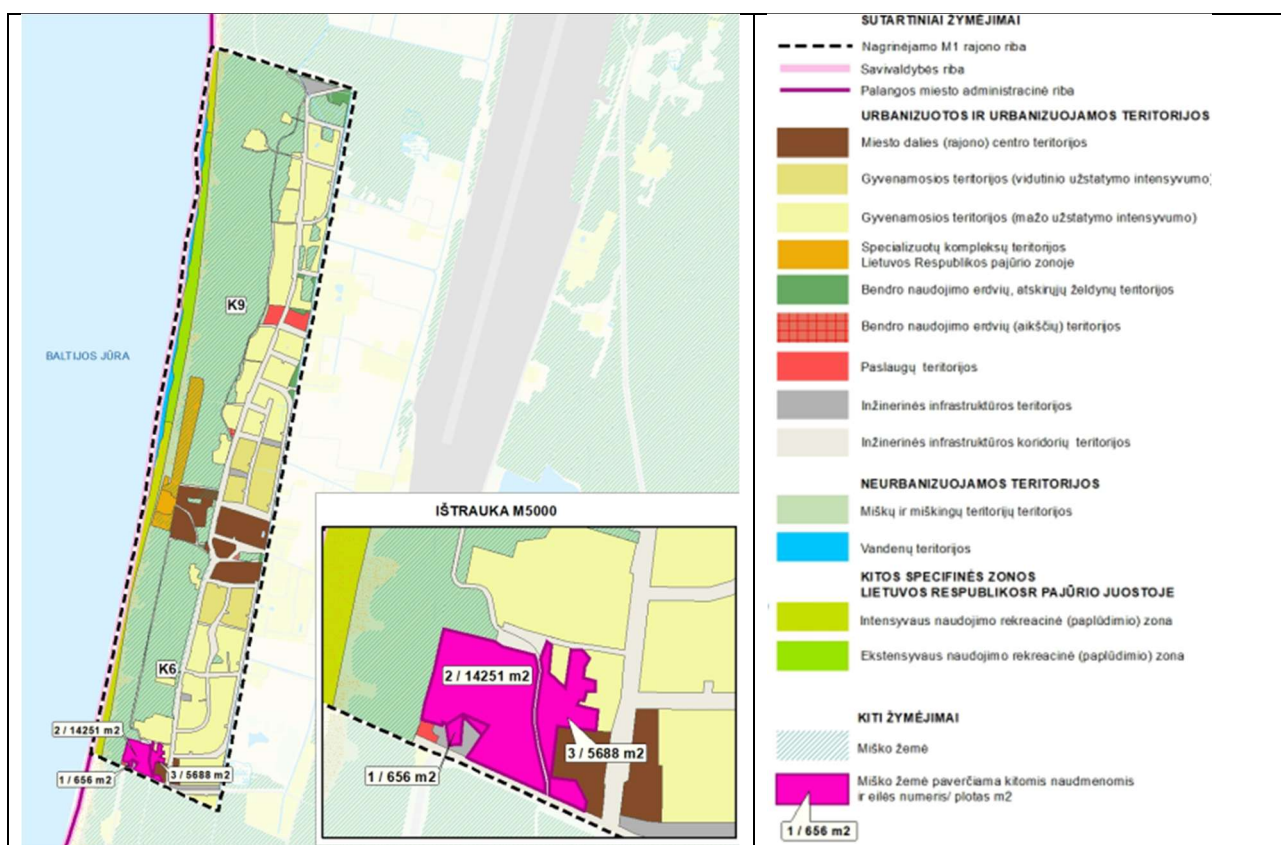 K9
BALTIJOS JŪRA
K6
2 / 14251 m2
1 / 656 m2
3 / 5688 m2
IŠTRAUKA M5000
2 / 14251 m2
3 / 5688 m2
1 / 656 m2
SUTARTINIAI ŽYMĖJIMAI
Nagrinėjamo M1 rajono riba
Savivaldybės riba
Palangos miesto administracinė riba
URBANIZUOTOS IR URBANIZUOJAMOS TERITORIJOS
Miesto dalies (rajono) centro teritorijos
Gyvenamosios teritorijos (vidutinio užstatymo intensyvumo)
Gyvenamosios teritorijos (mažo užstatymo intensyvumo)
Specializuotų kompleksų teritorijos
Lietuvos Respublikos pajūrio zonoje
Bendro naudojimo erdvių, atskirųjų želdynų teritorijos
Bendro naudojimo erdvių (aikščių) teritorijos
Paslaugų teritorijos
Inžinerinės infrastruktūros teritorijos
Inžinerinės infrastruktūros koridorių teritorijos
NEURBANIZUOJAMOS TERITORIJOS
Miškų ir miškingų teritorijų teritorijos
Vandenų teritorijos
KITOS SPECIFINĖS ZONOS
LIETUVOS RESPUBLIKOSR PAJŪRIO JUOSTOJE
Intensyvaus naudojimo rekreacinė (paplūdimio) zona
Ekstensyvaus naudojimo rekreacinė (paplūdimio) zona
KITI ŽYMĖJIMAI
Miško žemė
Miško žemė paverčiama kitomis naudmenomis
ir eilės numeris/ plotas m2
1 / 656 m2